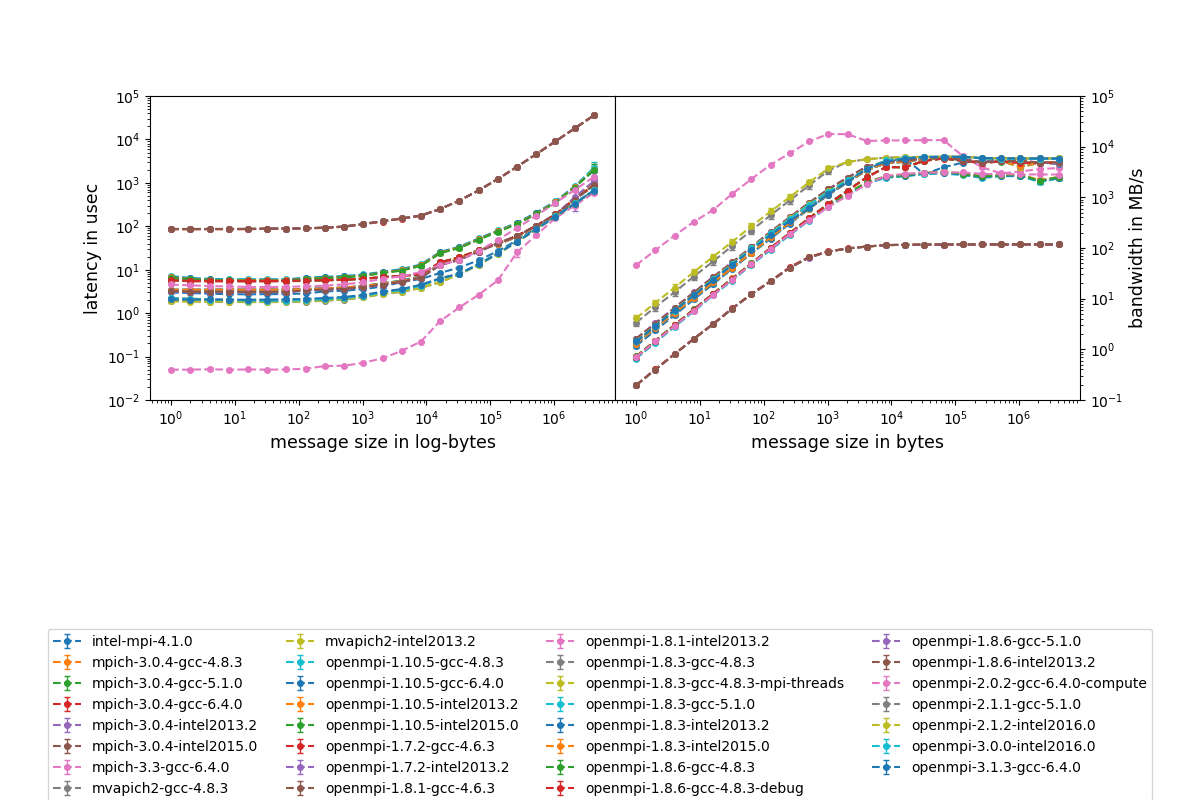 10^5
10^4
10^3
10^2
10^1
10^0
10^-1
10^-2
latency in usec
10^0 10^1 10^2 10^3 10^4 10^5 10^6
message size in log-bytes
10^5
10^4
10^3
10^2
10^1
10^0
10^-1
bandwidth in MB/s
10^0 10^1 10^2 10^3 10^4 10^5 10^6
message size in bytes
intel-mpi-4.1.0
mpich-3.0.4-gcc-4.8.3
mpich-3.0.4-gcc-5.1.0
mpich-3.0.4-gcc-6.4.0
mpich-3.0.4-intel2013.2
mpich-3.0.4-intel2015.0
mpich-3.3-gcc-6.4.0
mvapich2-gcc-4.8.3
mvapich2-intel2013.2
openmpi-1.10.5-gcc-4.8.3
openmpi-1.10.5-gcc-6.4.0
openmpi-1.10.5-intel2013.2
openmpi-1.10.5-intel2015.0
openmpi-1.7.2-gcc-4.6.3
openmpi-1.7.2-intel2013.2
openmpi-1.8.1-gcc-4.6.3
openmpi-1.8.1-intel2013.2
openmpi-1.8.3-gcc-4.8.3
openmpi-1.8.3-gcc-4.8.3-mpi-threads
openmpi-1.8.3-gcc-5.1.0
openmpi-1.8.3-intel2013.2
openmpi-1.8.3-intel2015.0
openmpi-1.8.6-gcc-4.8.3
openmpi-1.8.6-gcc-4.8.3-debug
openmpi-1.8.6-gcc-5.1.0
openmpi-1.8.6-intel2013.2
openmpi-2.0.2-gcc-6.4.0-compute
openmpi-2.1.1-gcc-5.1.0
openmpi-2.1.2-intel2016.0
openmpi-3.0.0-intel2016.0
openmpi-3.1.3-gcc-6.4.0